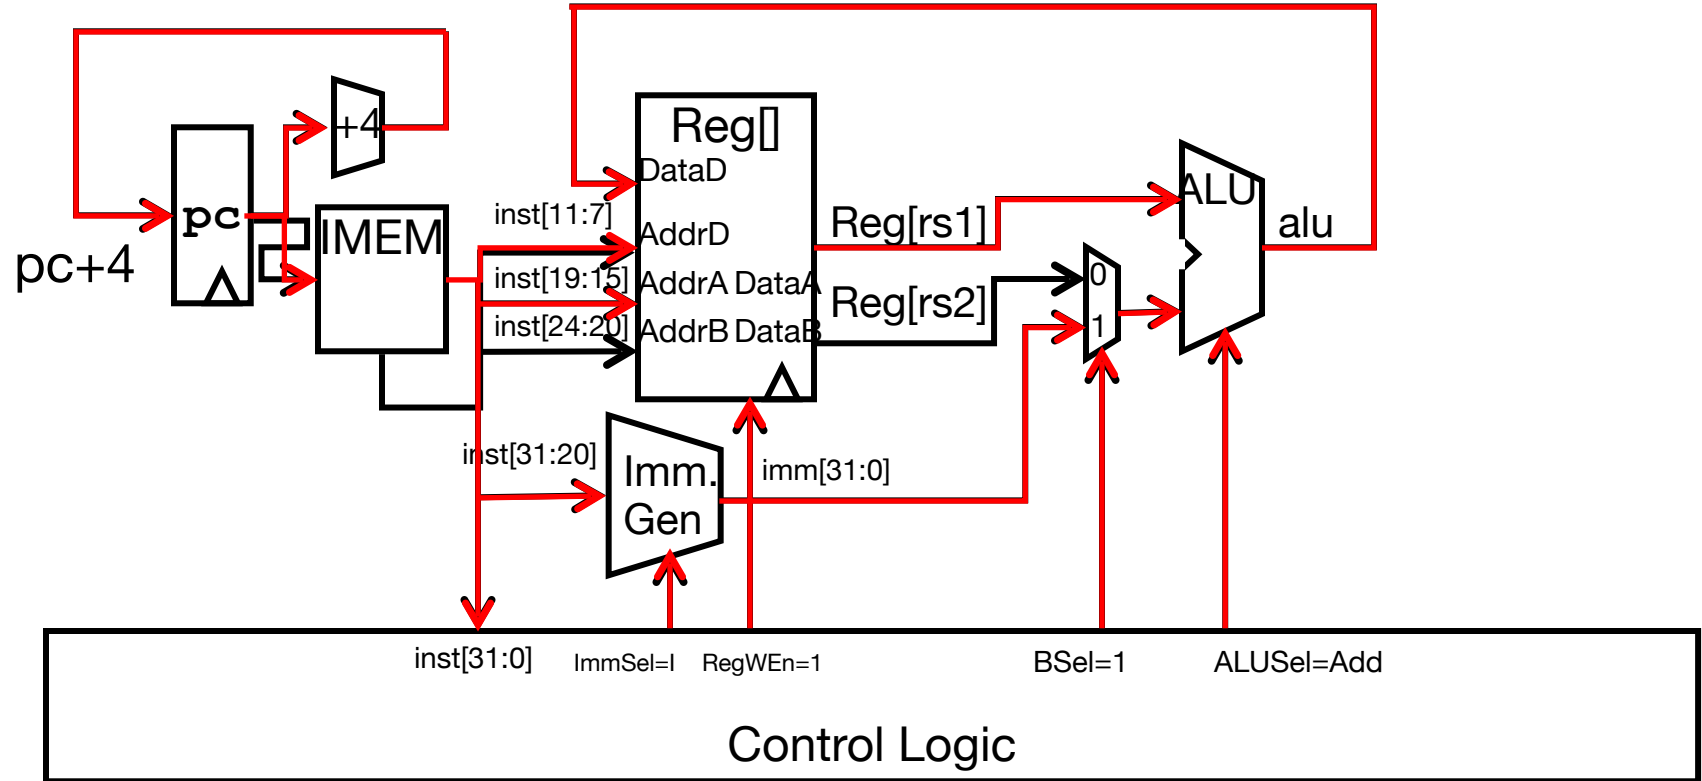 +4
Reg[]
DataD
pc
inst[11:7]
ALU
IMEM
AddrD
Reg[rs1]
alu
pc+4
inst[19:15]
AddrA DataA
0
inst[24:20]
AddrB DataB
Reg[rs2]
1
inst[31:20]
Imm.
Gen
imm[31:0]
inst[31:0]
ImmSel=I
RegWEn=1
BSel=1
ALUSel=Add
Control Logic